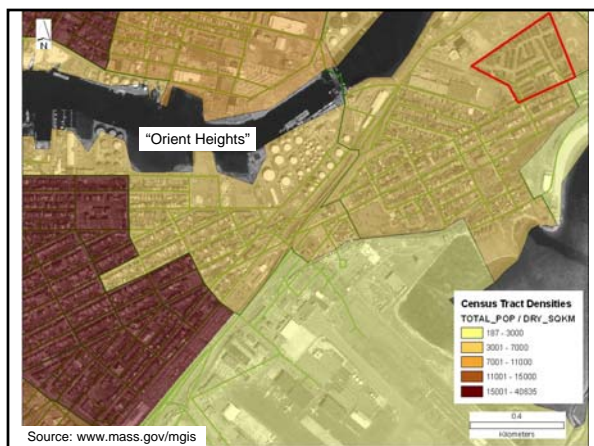 N
“Orient Heights”
Census Tract Densities
TOTAL_POP / DRY_SQKM
197 - 3000
3001 - 7000
7001 - 11000
11001 - 15000
15001 - 40635
0.4
Kilometers
Source: www.mass.gov/mgis